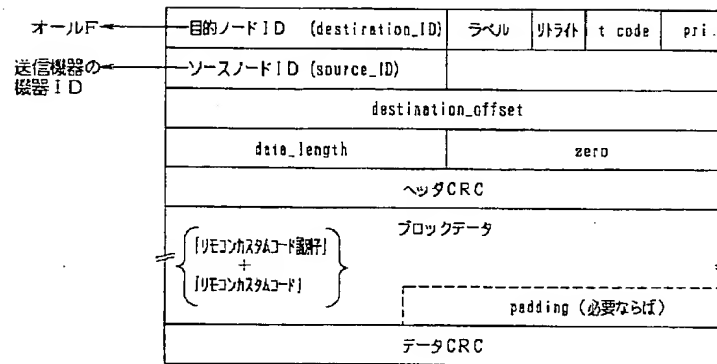 オールF
目的ノードID (destiration_ID)
ラベル
リトライト
t code
pri.
送信機器の
機器ID
ソースノードID (source_ID)
destination_offset
data_length
zero
ヘッダCRC
ブロックデータ
「リモコンカスタムコード識別子」
+
「リモコンカスタムコード」
padding (必要ならば)
データCRC